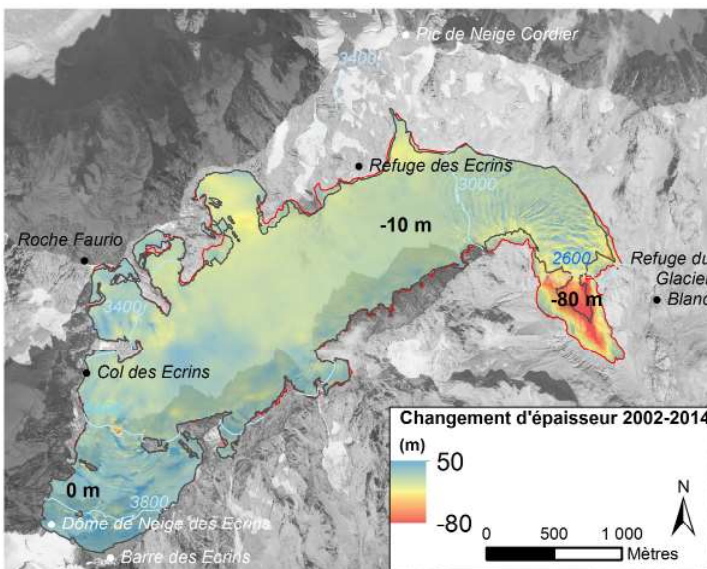 Pic de Neige Cordier
3400
Refuge des Ecrins
3000
-10 m
Roche Faurio
2600
Refuge du
Glacier
Blanc
-80 m
3400
Col des Ecrins
Changement d'épaisseur 2002-2014
(m)
50
-80
N
0 500 1 000
Mètres
0 m
3800
Dôme de Neige des Ecrins
Barre des Ecrins